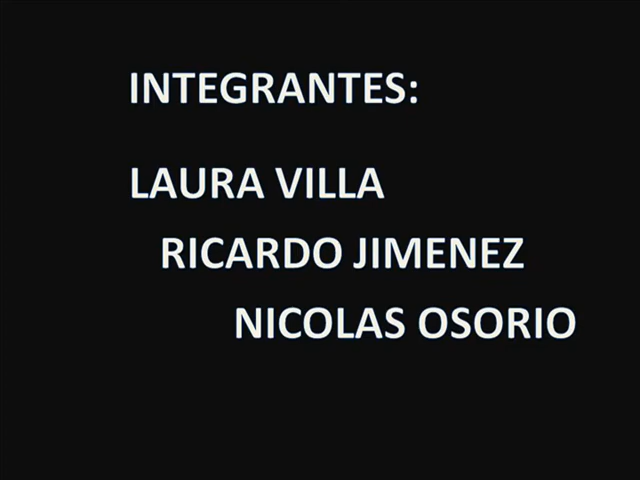 INTEGRANTES:
LAURA VILLA
RICARDO JIMENEZ
NICOLAS OSORIO